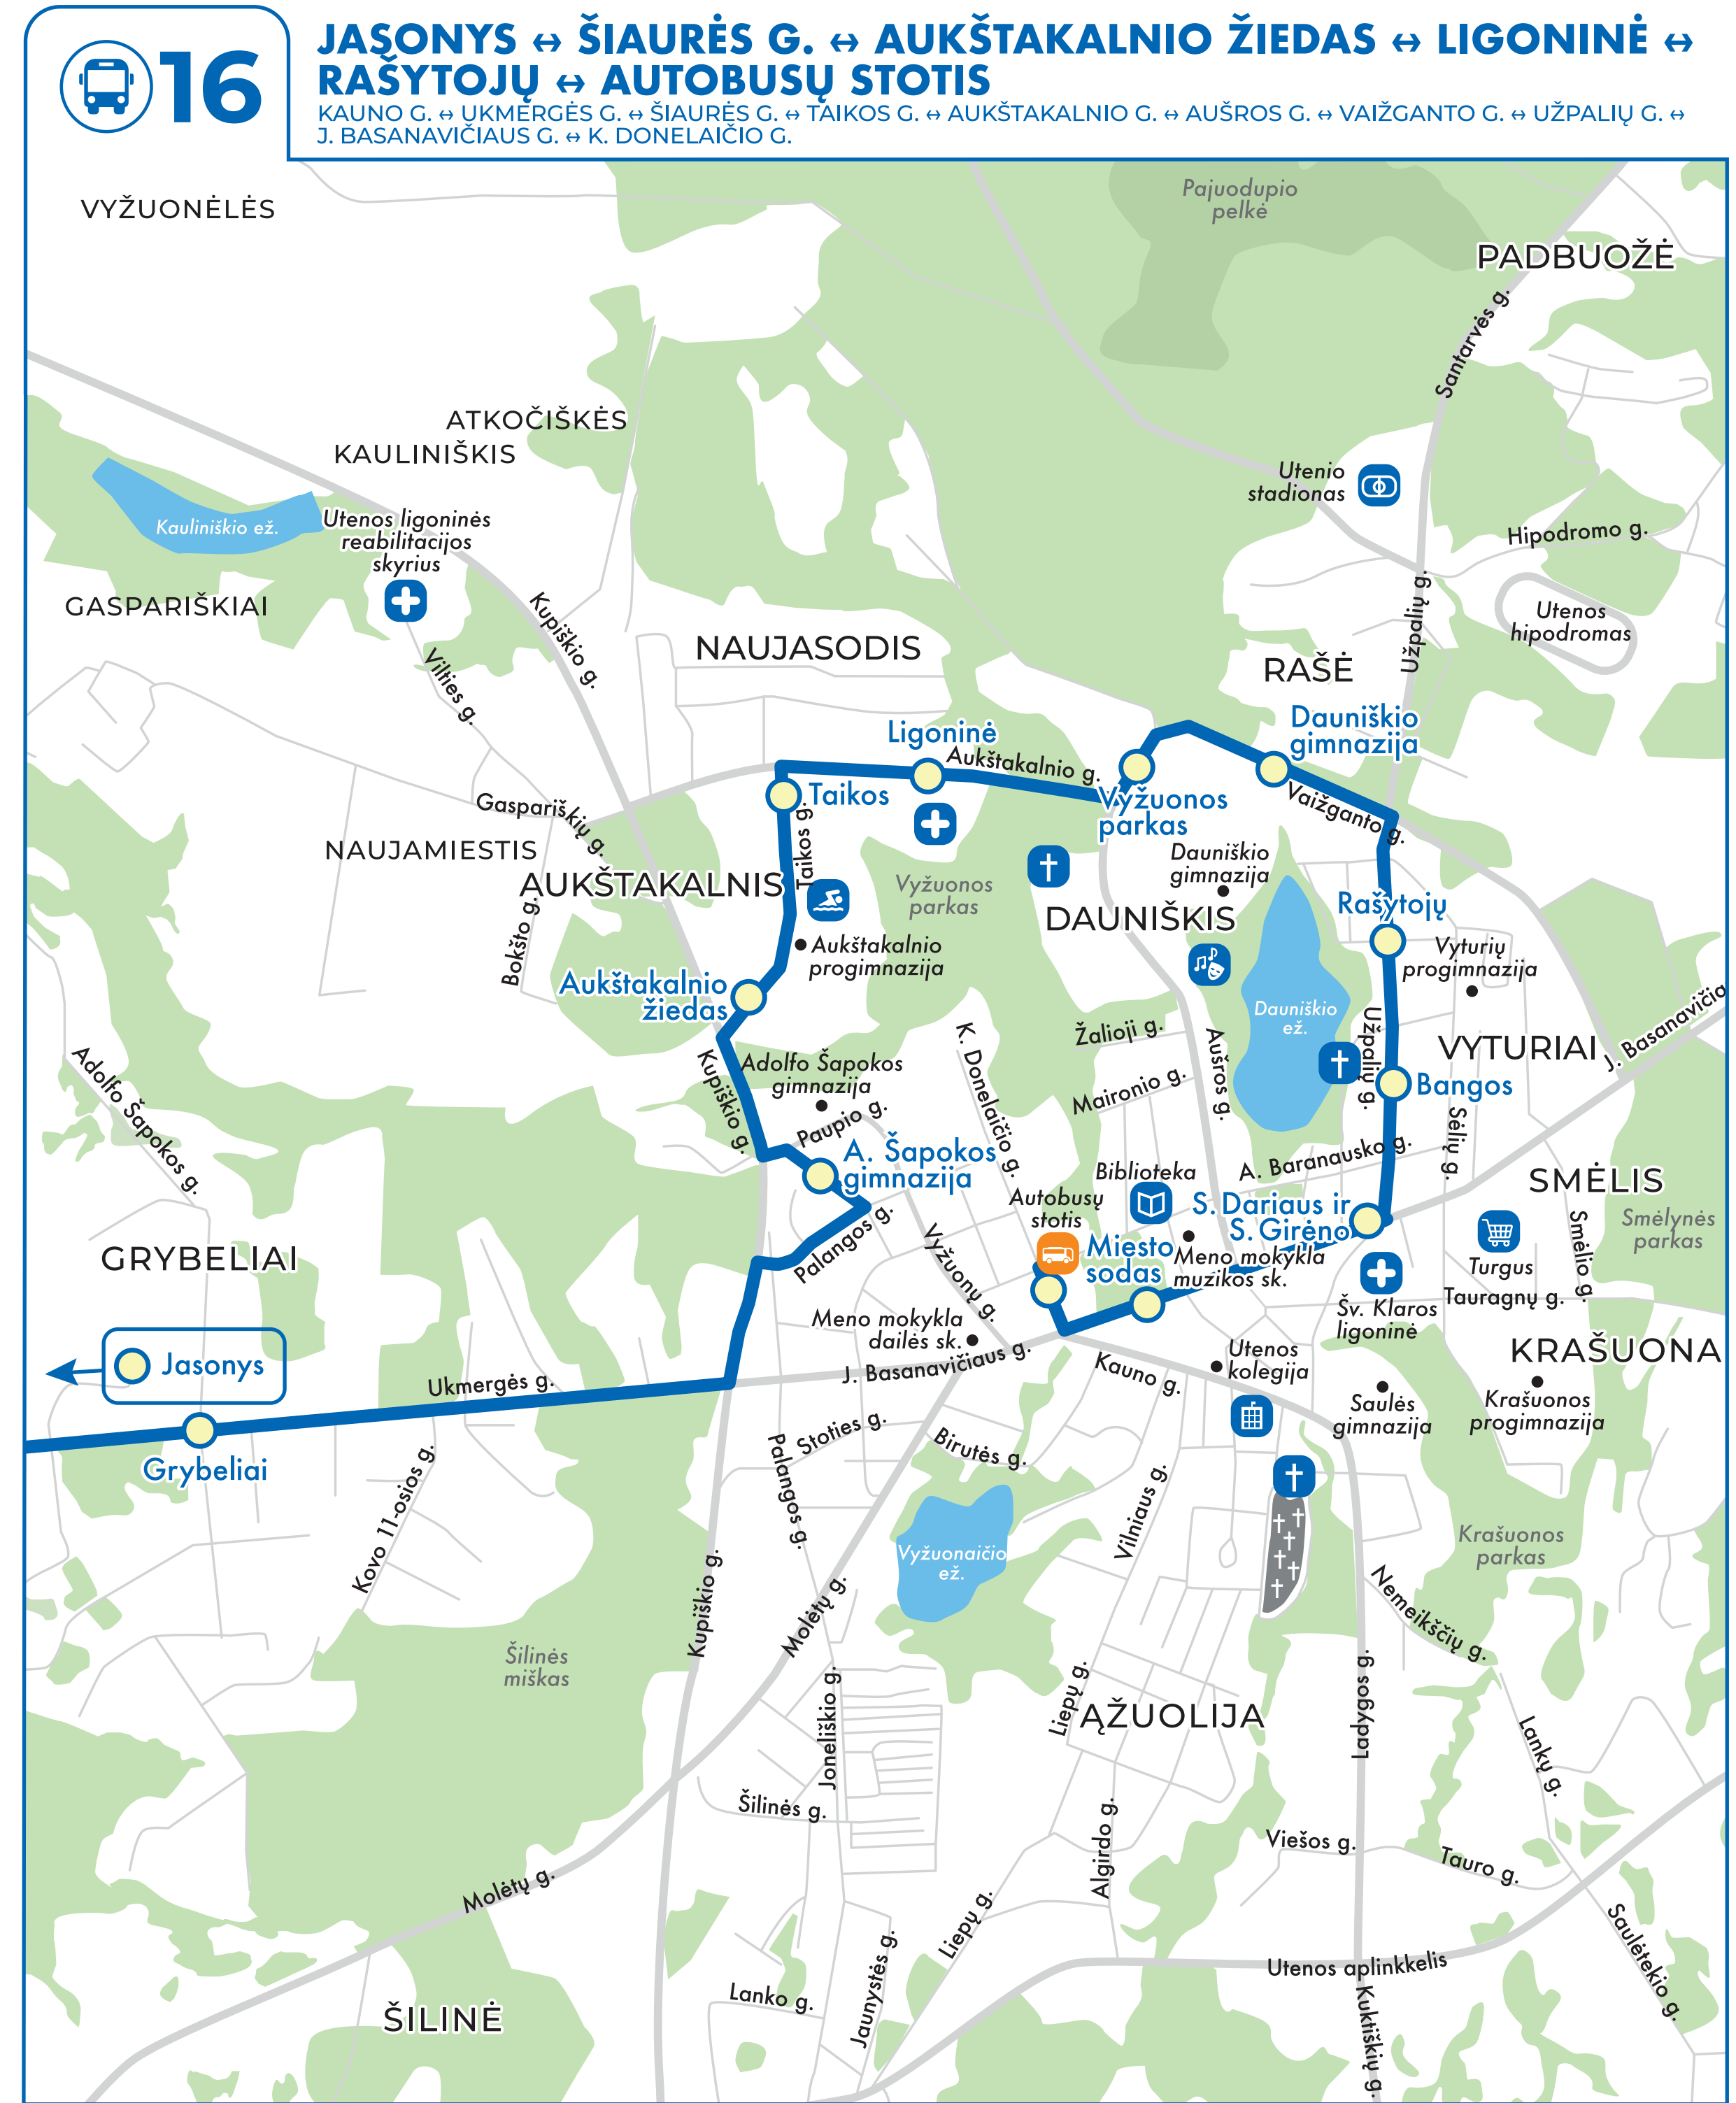 16
JASONYS ↔ ŠIAURĖS G. ↔ AUKŠTAKALNIO ŽIEDAS ↔ LIGONINĖ ↔
RAŠYTOJŲ ↔ AUTOBUSŲ STOTIS
KAUNO G. ↔ UKMERGĖS G. ↔ ŠIAURĖS G. ↔ TAIKOS G. ↔ AUKŠTAKALNIO G. ↔ AUŠROS G. ↔ VAIŽGANTO G. ↔ UŽPALIŲ G. ↔
J. BASANAVIČIAUS G. ↔ K. DONELAIČIO G.
VYŽUONĖLĖS
Pajuodupio
pelkė
PADBUOŽĖ
Santarvės g.
ATKOČIŠKĖS
KAULINIŠKIS
Utenio
stadionas
Kauliniškio ež.
Utenos ligoninės
reabilitacijos
skyrius
Hipodromo g.
GASPARIŠKIAI
Utenos
hipodromas
Kupiškio g.
Užpalių g.
Vilties g.
NAUJASODIS
RAŠĖ
Ligoninė
Dauniškio
gimnazija
Aukštakalnio g.
Taikos
Vyžuonos
parkas
Vaižganto g.
Gaspariškių g.
Taikos g.
NAUJAMIESTIS
AUKŠTAKALNIS
Vyžuonos
parkas
Dauniškio
gimnazija
DAUNIŠKIS
Rašytojų
Bokšto g.
Aukštakalnio
progimnazija
Vyturių
progimnazija
Aukštakalnio
žiedas
Dauniškio
ež.
J. Basanavičia
Žalioji g.
K. Donelaičio g.
Aušros g.
Užpalių g.
VYTURIAI
Adolfo Šapokos g.
Kupiškio g.
Adolfo Šapokos
gimnazija
Maironio g.
Bangos
Paupio g.
Sėlių g.
A. Šapokos
gimnazija
A. Baranausko g.
Biblioteka
SMĖLIS
Autobusų
stotis
S. Dariaus ir
S. Girėno
Smėlynės
parkas
Smėlio g.
Palangos g.
Vyžuonų g.
Miesto
sodas
Meno mokykla
muzikos sk.
GRYBELIAI
Turgus
Tauragnų g.
Šv. Klaros
ligoninė
Meno mokykla
dailės sk.
Jasonys
J. Basanavičiaus g.
Utenos
kolegija
KRAŠUONA
Ukmergės g.
Kauno g.
Saulės
gimnazija
Krašuonos
progimnazija
Grybeliai
Stoties g.
Birutės g.
Palangos g.
Kovo 11-osios g.
Vilniaus g.
Vyžuonaičio
ež.
Krašuonos
parkas
Kupiškio g.
Molėtų g.
Nemeikščių g.
Šilinės
miškas
Joneliškio g.
Liepų g.
Ladygos g.
ĄŽUOLIJA
Lankų g.
Šilinės g.
Algirdo g.
Viešos g.
Tauro g.
Molėtų g.
Liepų g.
Saulėtekio g.
Utenos aplinkkelis
Jaunystės g.
Lanko g.
Kuktiškių g.
ŠILINĖ